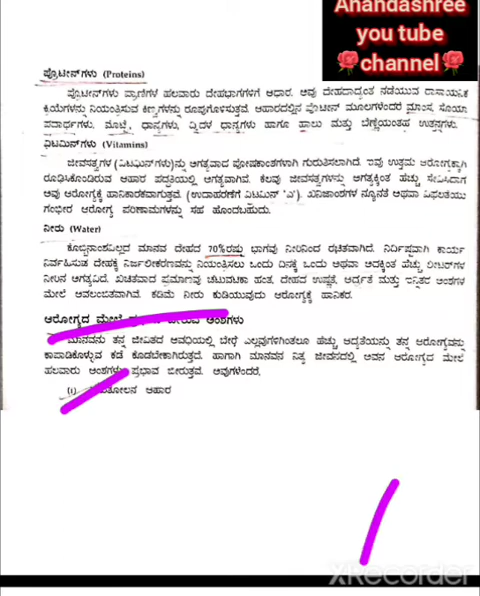 Anandashree
you tube
channel
ಪ್ರೊಟೀನ್‌ಗಳು (Proteins)
ಪ್ರೊಟೀನ್‌ಗಳು ಪ್ರಾಣಿಗಳ ಹಲವಾರು ದೇಹಭಾಗಗಳಿಗೆ ಆಧಾರ. ಅವು ದೇಹದಾದ್ಯಂತ ನಡೆಯುವ ರಾಸಾಯನಿಕ
ಕ್ರಿಯೆಗಳನ್ನು ನಿಯಂತ್ರಿಸುವ ಕಿಣ್ವಗಳನ್ನು ರೂಪುಗೊಳಿಸುತ್ತವೆ. ಆಹಾರದಲ್ಲಿನ ಪ್ರೊಟೀನ್ ಮೂಲಗಳೆಂದರೆ ಮಾಂಸ, ಸೋಯಾ
ಪದಾರ್ಥಗಳು, ಮೊಟ್ಟೆ, ಧಾನ್ಯಗಳು, ದ್ವಿದಳ ಧಾನ್ಯಗಳು ಹಾಗೂ ಹಾಲು ಮತ್ತು ಬೆಣ್ಣೆಯಂತಹ ಉತ್ಪನ್ನಗಳು.
ವಿಟಮಿನ್‌ಗಳು (Vitamins)
ಜೀವಸತ್ವಗಳ (ವಿಟಮಿನ್‌ಗಳು)ನ್ನು ಅಗತ್ಯವಾದ ಪೋಷಕಾಂಶಗಳಾಗಿ ಗುರುತಿಸಲಾಗಿದೆ. ಇವು ಉತ್ತಮ ಆರೋಗ್ಯಕ್ಕಾಗಿ
ರೂಢಿಸಿಕೊಂಡಿರುವ ಆಹಾರ ಪದ್ಧತಿಯಲ್ಲಿ ಅಗತ್ಯವಾಗಿವೆ. ಕೆಲವು ಜೀವಸತ್ವಗಳನ್ನು ಅಗತ್ಯಕ್ಕಿಂತ ಹೆಚ್ಚು ಸೇವಿಸಿದಾಗ
ಅವು ಆರೋಗ್ಯಕ್ಕೆ ಹಾನಿಕಾರಕವಾಗುತ್ತವೆ. (ಉದಾಹರಣೆಗೆ ವಿಟಮಿನ್ 'ಎ'). ಖನಿಜಾಂಶಗಳ ನ್ಯೂನತೆ ಅಥವಾ ವಿಫಲತೆಯು
ಗಂಭೀರ ಆರೋಗ್ಯ ಪರಿಣಾಮಗಳನ್ನು ಸಹ ಹೊಂದಬಹುದು.
ನೀರು (Water)
ಕೊಬ್ಬಿನಾಂಶವಿಲ್ಲದ ಮಾನವ ದೇಹದ 70%ರಷ್ಟು ಭಾಗವು ನೀರಿನಿಂದ ರಚಿತವಾಗಿದೆ. ನಿರ್ದಿಷ್ಟವಾಗಿ ಕಾರ್ಯ
ನಿರ್ವಹಿಸುವ ದೇಹಕ್ಕೆ ನಿರ್ಜಲೀಕರಣವನ್ನು ನಿಯಂತ್ರಿಸಲು ಒಂದು ದಿನಕ್ಕೆ ಒಂದು ಅಥವಾ ಅದಕ್ಕಿಂತ ಹೆಚ್ಚು ಲೀಟರ್‌ಗಳ
ನೀರಿನ ಅಗತ್ಯವಿದೆ. ಖಚಿತವಾದ ಪ್ರಮಾಣವು ಚಟುವಟಿಕಾ ಹಂತ, ದೇಹದ ಉಷ್ಣತೆ, ಆರ್ದ್ರತೆ ಮತ್ತು ಇನ್ನಿತರ ಅಂಶಗಳ
ಮೇಲೆ ಅವಲಂಬಿತವಾಗಿವೆ. ಕಡಿಮೆ ನೀರು ಕುಡಿಯುವುದು ಆರೋಗ್ಯಕ್ಕೆ ಹಾನಿಕರ.
ಆರೋಗ್ಯದ ಮೇಲೆ ಬೀರುವ ಅಂಶಗಳು
ಮಾನವನು ತನ್ನ ಜೀವಿತದ ಅವಧಿಯಲ್ಲಿ ಬೇರೆ ಎಲ್ಲವುಗಳಿಗಿಂತಲೂ ಹೆಚ್ಚು ಆದ್ಯತೆಯನ್ನು ತನ್ನ ಆರೋಗ್ಯವನ್ನು
ಕಾಪಾಡಿಕೊಳ್ಳುವ ಕಡೆ ಕೊಡಬೇಕಾಗಿರುತ್ತದೆ. ಹಾಗಾಗಿ ಮಾನವನ ನಿತ್ಯ ಜೀವನದಲ್ಲಿ ಅವನ ಆರೋಗ್ಯದ ಮೇಲೆ
ಹಲವಾರು ಅಂಶಗಳು ಪ್ರಭಾವ ಬೀರುತ್ತವೆ. ಅವುಗಳೆಂದರೆ,
(i) ಆಹಾರ
XRecorder